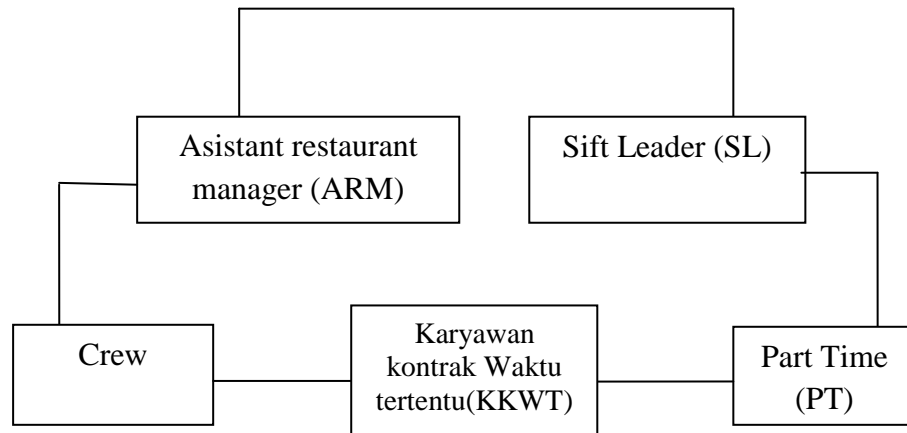 Asistant restaurant
manager (ARM)
Sift Leader (SL)
Crew
Karyawan
kontrak Waktu
tertentu(KKWT)
Part Time
(PT)